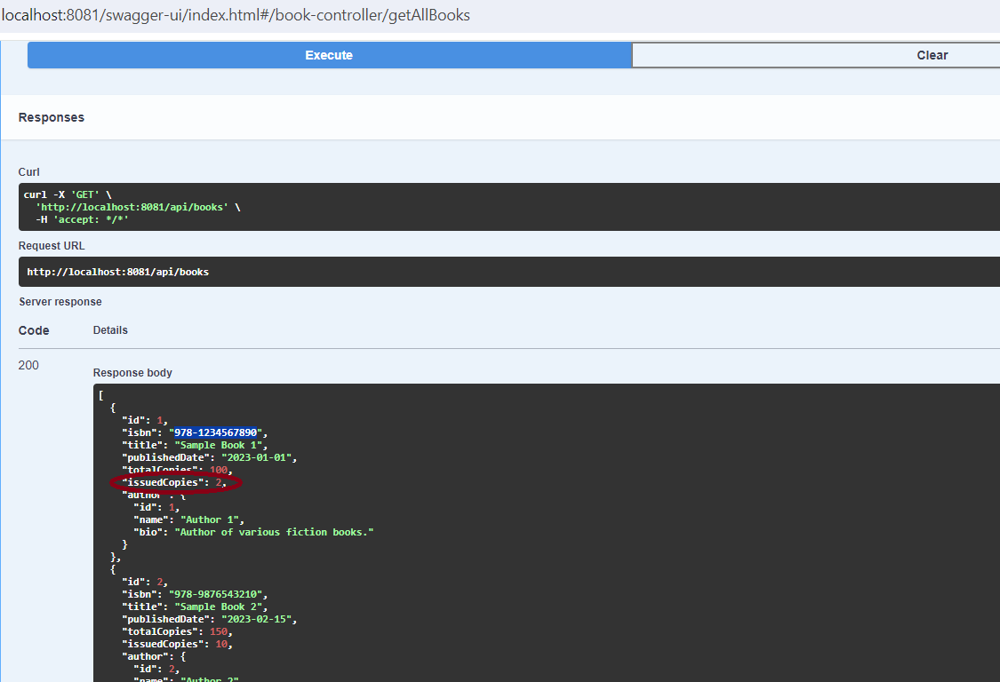 localhost:8081/swagger-ui/index.html#/book-controller/getAllBooks
Execute Clear
Responses
Curl
curl -X 'GET' \
'http://localhost:8081/api/books' \
-H 'accept: */*'
Request URL
http://localhost:8081/api/books
Server response
Code Details
200
Response body
[
{
"id": 1,
"isbn": "978-1234567890",
"title": "Sample Book 1",
"publishedDate": "2023-01-01",
"totalCopies": 100,
"issuedCopies": 2,
"author": {
"id": 1,
"name": "Author 1",
"bio": "Author of various fiction books."
}
},
{
"id": 2,
"isbn": "978-9876543210",
"title": "Sample Book 2",
"publishedDate": "2023-02-15",
"totalCopies": 150,
"issuedCopies": 10,
"author": {
"id": 2,
"name": "Author 2"